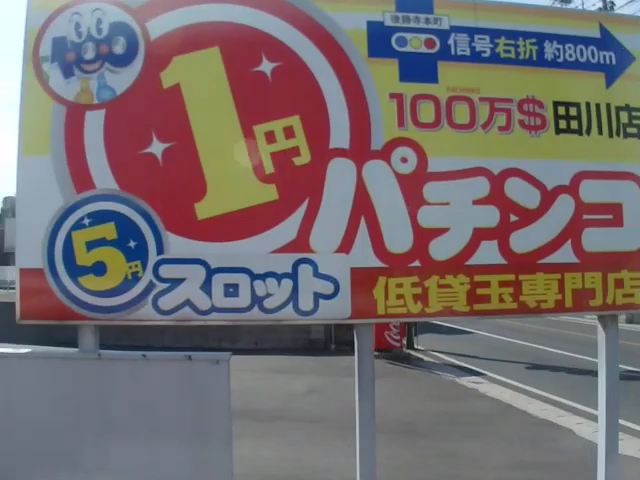 後藤寺本町
信号右折 約800m
PACHINKO
100万$ 田川店
1円
パチンコ
5円
スロット
低貸玉専門店